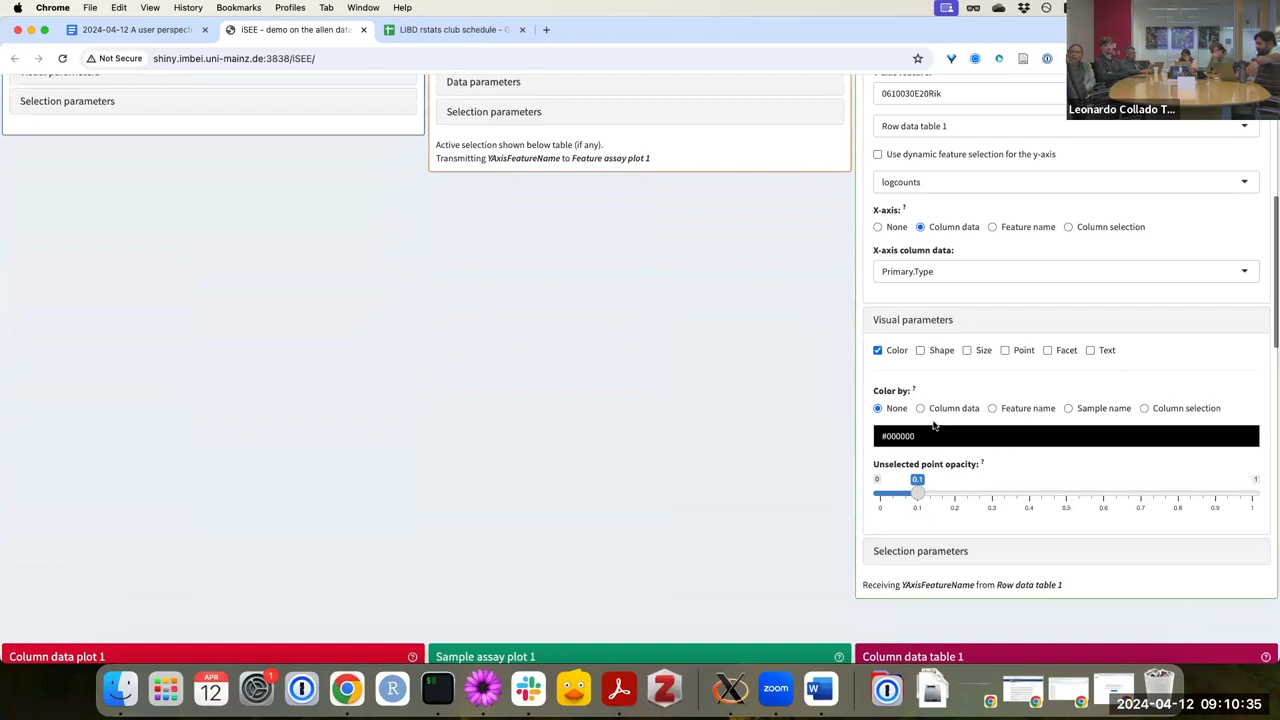 Chrome File Edit View History Bookmarks Profiles Tab Window Help
2024-04-12 A user perspecti
iSEE - demo on the allen data
LIBD rstats club schedule - G
Not Secure shiny.imbei.uni-mainz.de:3838/iSEE/
Leonardo Collado T...
Selection parameters
Data parameters
Selection parameters
Active selection shown below table (if any).
Transmitting YAxisFeatureName to Feature assay plot 1
0610030E20Rik
Row data table 1
Use dynamic feature selection for the y-axis
logcounts
X-axis: ?
None Column data Feature name Column selection
X-axis column data:
Primary.Type
Visual parameters
Color Shape Size Point Facet Text
Color by: ?
None Column data Feature name Sample name Column selection
#000000
Unselected point opacity: ?
0 0.1 1
0 0.1 0.2 0.3 0.4 0.5 0.6 0.7 0.8 0.9 1
Selection parameters
Receiving YAxisFeatureName from Row data table 1
Column data plot 1
Sample assay plot 1
Column data table 1
APR
12
1
zoom
2024-04-12 09:10:35